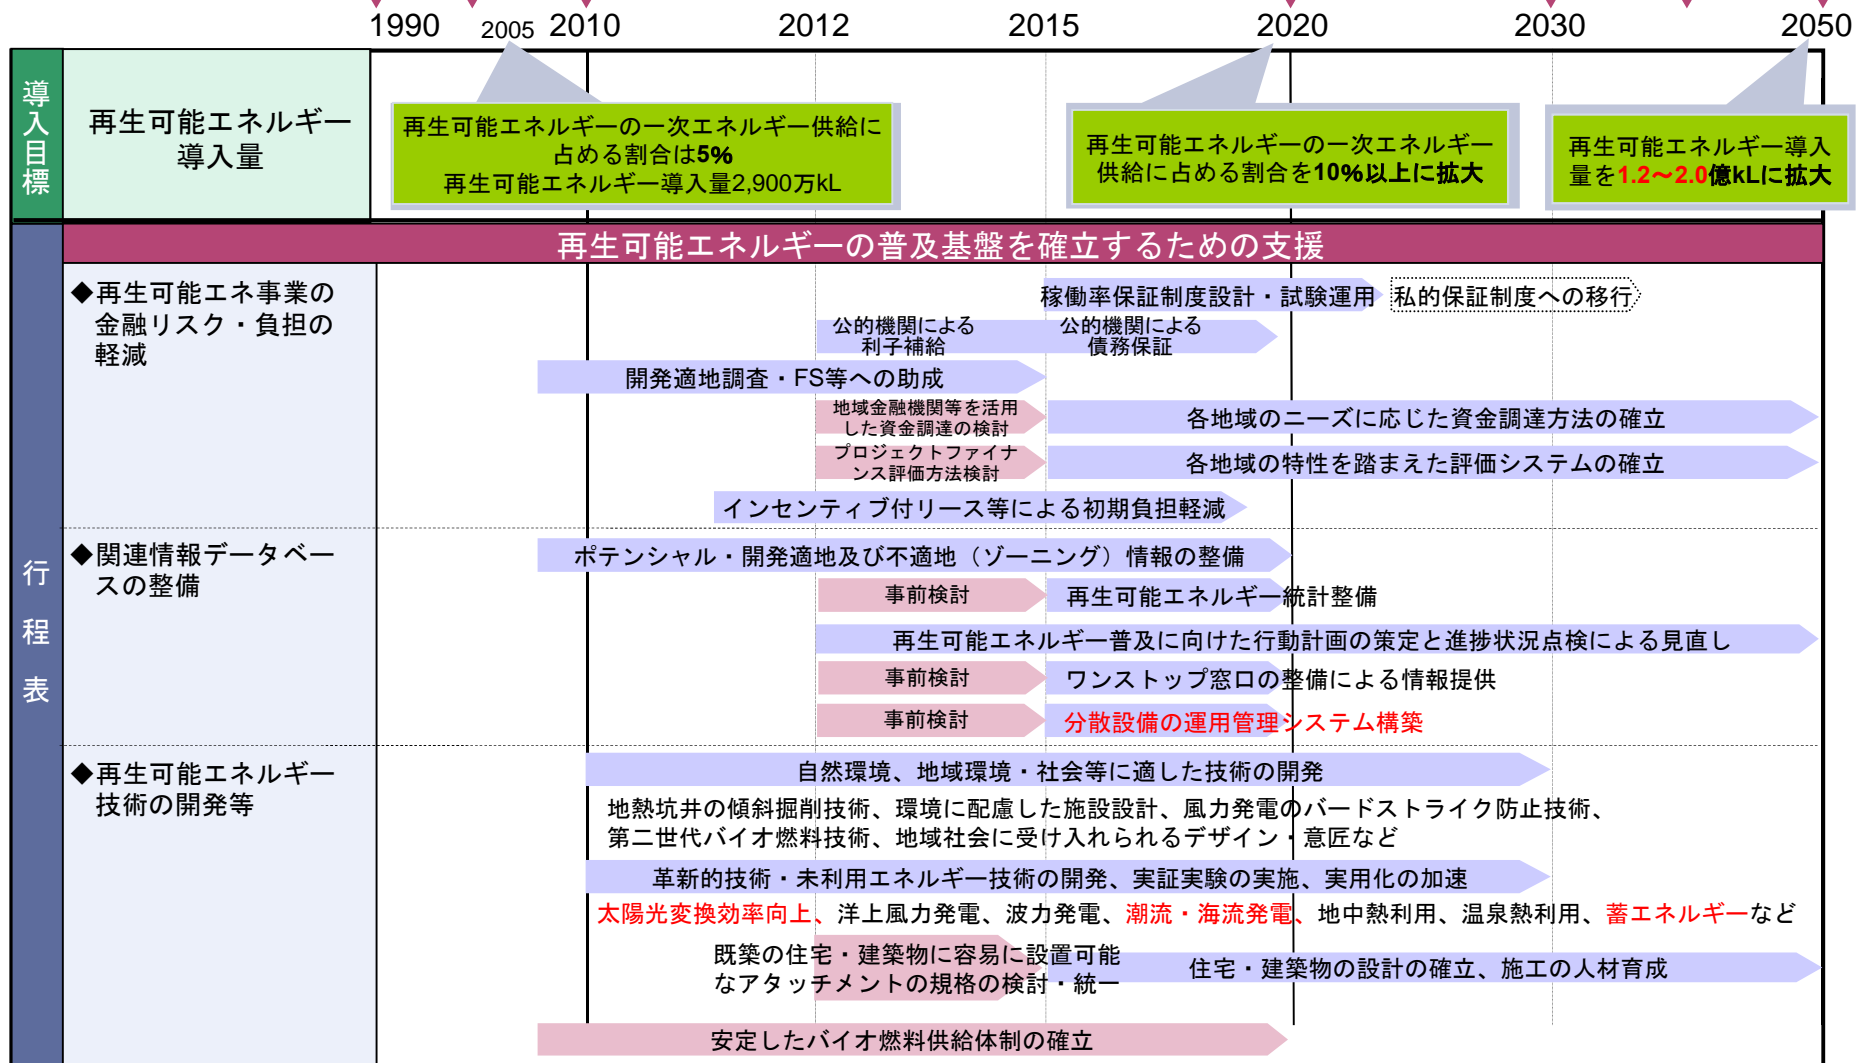 1990 2005 2010 2012 2015 2020 2030 2050
導入目標
再生可能エネルギー
導入量
再生可能エネルギーの一次エネルギー供給に
占める割合は5%
再生可能エネルギー導入量2,900万kL
再生可能エネルギーの一次エネルギー
供給に占める割合を10%以上に拡大
再生可能エネルギー導入
量を1.2～2.0億kLに拡大
行程表
再生可能エネルギーの普及基盤を確立するための支援
◆再生可能エネ事業の
金融リスク・負担の
軽減
稼働率保証制度設計・試験運用
私的保証制度への移行
公的機関による
利子補給
公的機関による
債務保証
開発適地調査・FS等への助成
地域金融機関等を活用
した資金調達の検討
各地域のニーズに応じた資金調達方法の確立
プロジェクトファイナ
ンス評価方法検討
各地域の特性を踏まえた評価システムの確立
インセンティブ付リース等による初期負担軽減
◆関連情報データベー
スの整備
ポテンシャル・開発適地及び不適地（ゾーニング）情報の整備
事前検討
再生可能エネルギー統計整備
再生可能エネルギー普及に向けた行動計画の策定と進捗状況点検による見直し
事前検討
ワンストップ窓口の整備による情報提供
事前検討
分散設備の運用管理システム構築
◆再生可能エネルギー
技術の開発等
自然環境、地域環境・社会等に適した技術の開発
地熱坑井の傾斜掘削技術、環境に配慮した施設設計、風力発電のバードストライク防止技術、
第二世代バイオ燃料技術、地域社会に受け入れられるデザイン・意匠など
革新的技術・未利用エネルギー技術の開発、実証実験の実施、実用化の加速
太陽光変換効率向上、洋上風力発電、波力発電、潮流・海流発電、地中熱利用、温泉熱利用、蓄エネルギーなど
既築の住宅・建築物に容易に設置可能
なアタッチメントの規格の検討・統一
住宅・建築物の設計の確立、施工の人材育成
安定したバイオ燃料供給体制の確立